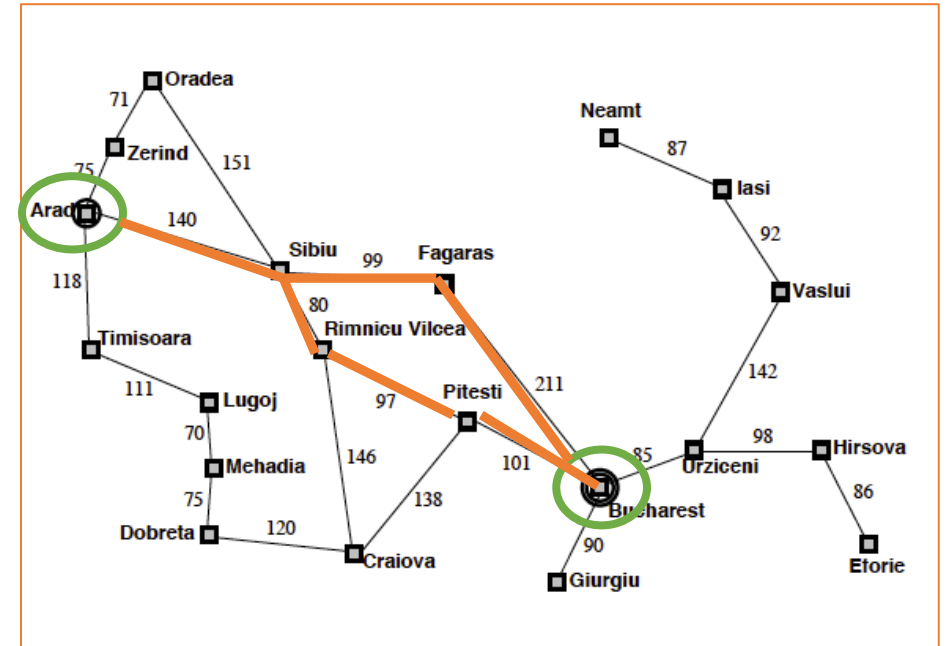 Oradea
71
Neamt
87
Zerind
151
75
Iasi
Arad
140
92
Sibiu
99
Fagaras
118
80
Vaslui
Rimnicu Vilcea
Timisoara
142
111
211
Pitesti
Lugoj
97
70
98
Hirsova
146
85
Mehadia
101
Urziceni
75
138
86
Bucharest
Dobreta
120
90
Craiova
Eforie
Giurgiu